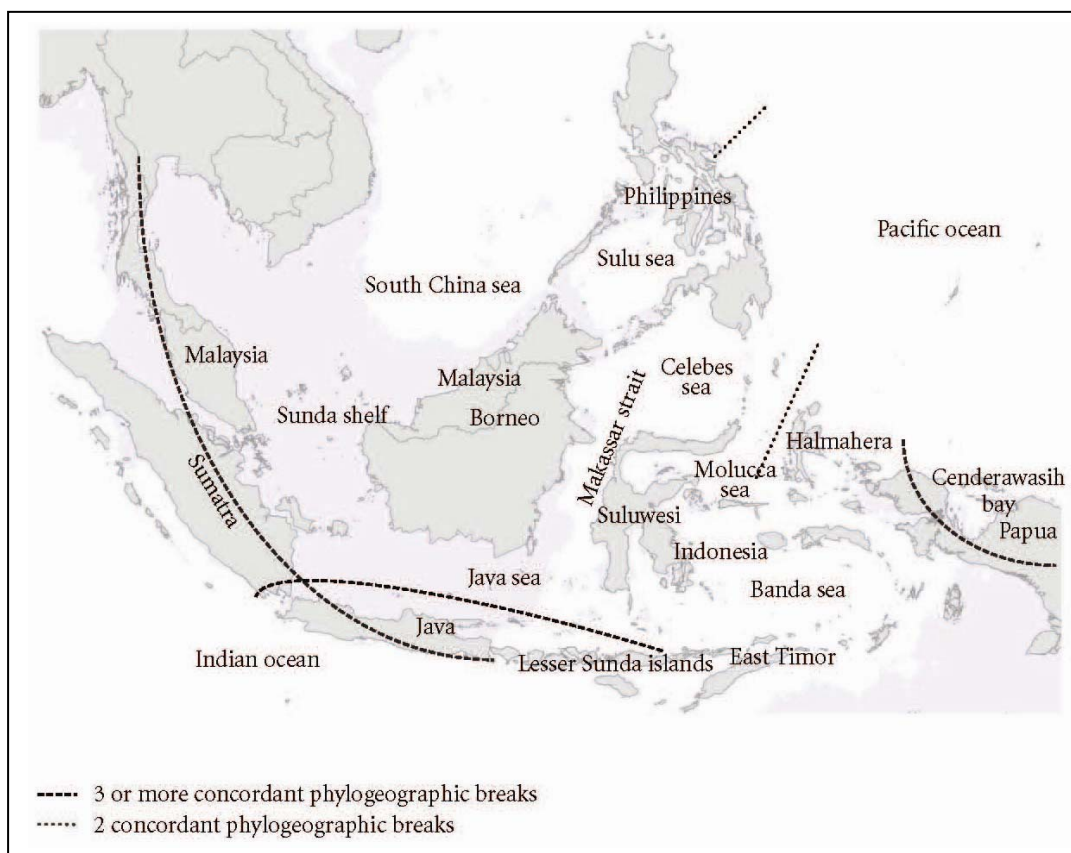 Philippines
Pacific ocean
Sulu sea
South China sea
Malaysia
Malaysia
Celebes
sea
Sunda shelf
Borneo
Makassar strait
Halmahera
Molucca
sea
Cenderawasih
bay
Sumatra
Suluwesi
Papua
Indonesia
Java sea
Banda sea
Java
Indian ocean
Lesser Sunda islands
East Timor
3 or more concordant phylogeographic breaks
2 concordant phylogeographic breaks